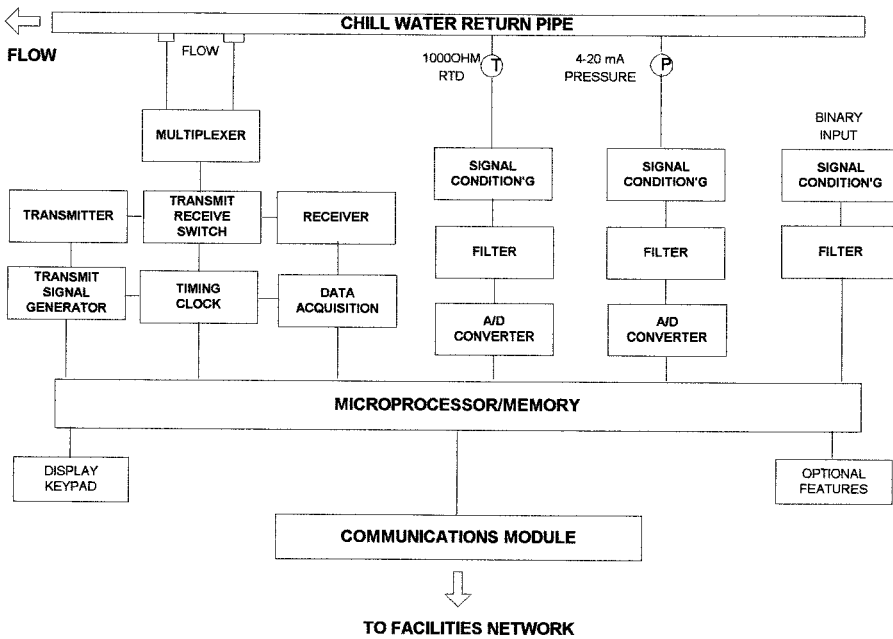 CHILL WATER RETURN PIPE
FLOW
FLOW
1000OHM
RTD
T
4-20 mA
PRESSURE
P
BINARY
INPUT
MULTIPLEXER
SIGNAL
CONDITION'G
SIGNAL
CONDITION'G
SIGNAL
CONDITION'G
TRANSMITTER
TRANSMIT
RECEIVE
SWITCH
RECEIVER
FILTER
FILTER
FILTER
TRANSMIT
SIGNAL
GENERATOR
TIMING
CLOCK
DATA
ACQUISITION
A/D
CONVERTER
A/D
CONVERTER
MICROPROCESSOR/MEMORY
DISPLAY
KEYPAD
OPTIONAL
FEATURES
COMMUNICATIONS MODULE
TO FACILITIES NETWORK